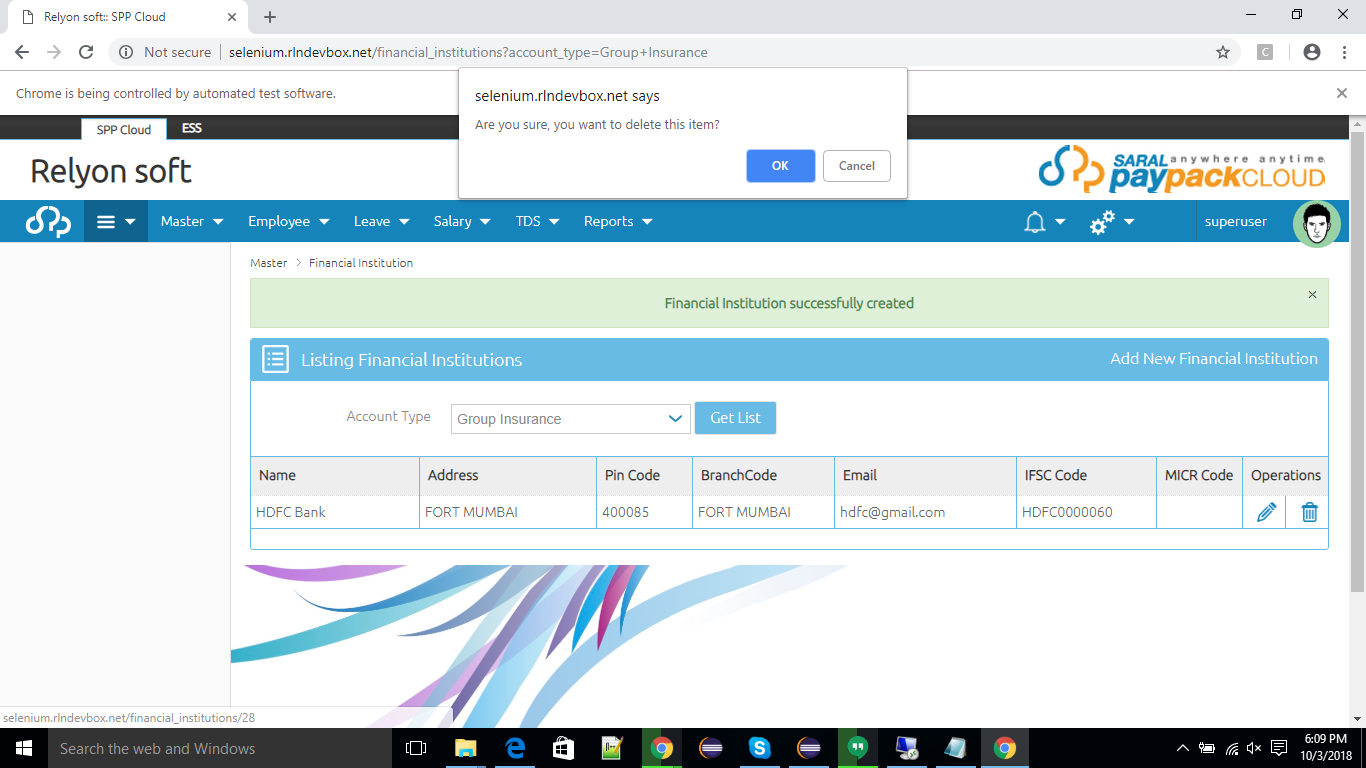 Relyon soft:: SPP Cloud
Not secure selenium.rlndevbox.net/financial_institutions?account_type=Group+Insurance
C
Chrome is being controlled by automated test software.
selenium.rlndevbox.net says
Are you sure, you want to delete this item?
OK Cancel
SPP Cloud ESS
Relyon soft
SARAL anywhere anytime
paypackCLOUD
Master Employee Leave Salary TDS Reports superuser
Master > Financial Institution
Financial Institution successfully created ×
Listing Financial Institutions Add New Financial Institution
Account Type Group Insurance Get List
Name Address Pin Code BranchCode Email IFSC Code MICR Code Operations
HDFC Bank FORT MUMBAI 400085 FORT MUMBAI hdfc@gmail.com HDFC0000060
selenium.rlndevbox.net/financial_institutions/28
Search the web and Windows
6:09 PM
10/3/2018